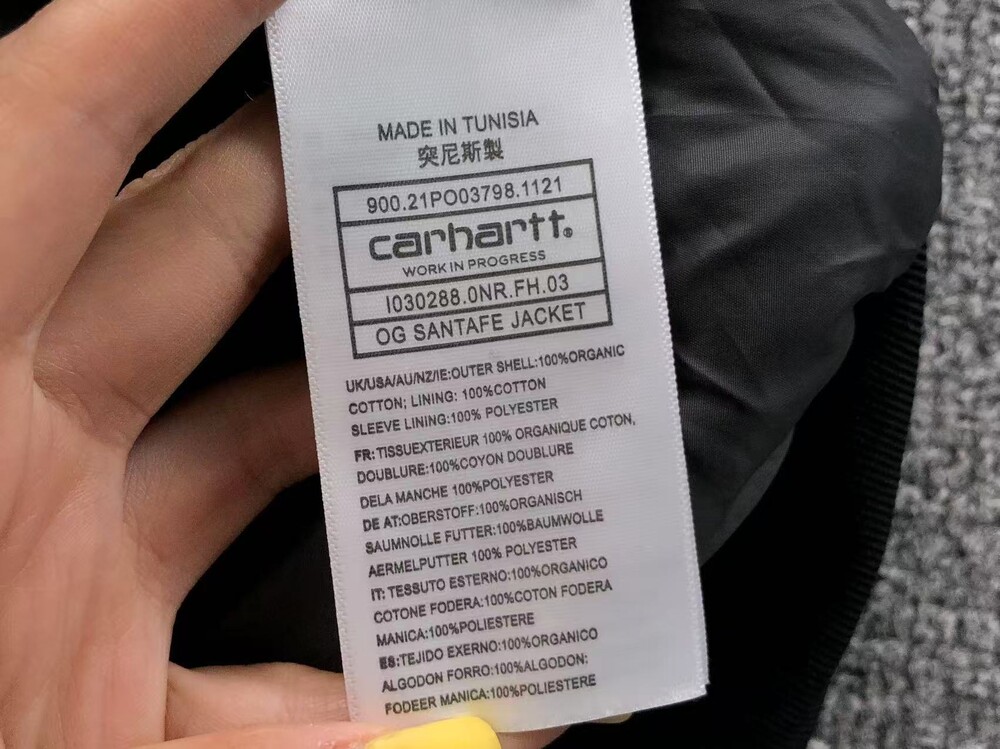 MADE IN TUNISIA
突尼斯製
900.21PO03798.1121
carhartt®
WORK IN PROGRESS
I030288.0NR.FH.03
OG SANTAFE JACKET
UK/USA/AU/NZ/IE:OUTER SHELL:100%ORGANIC
COTTON; LINING: 100%COTTON
SLEEVE LINING:100% POLYESTER
FR:TISSUEXTERIEUR 100% ORGANIQUE COTON,
DOUBLURE:100%COYON DOUBLURE
DELA MANCHE 100%POLYESTER
DE AT:OBERSTOFF:100%ORGANISCH
SAUMNOLLE FUTTER:100%BAUMWOLLE
AERMELPUTTER 100% POLYESTER
IT: TESSUTO ESTERNO:100%ORGANICO
COTONE FODERA:100%COTON FODERA
MANICA:100%POLIESTERE
ES:TEJIDO EXERNO:100%ORGANICO
ALGODON FORRO:100%ALGODON:
FODEER MANICA:100%POLIESTERE